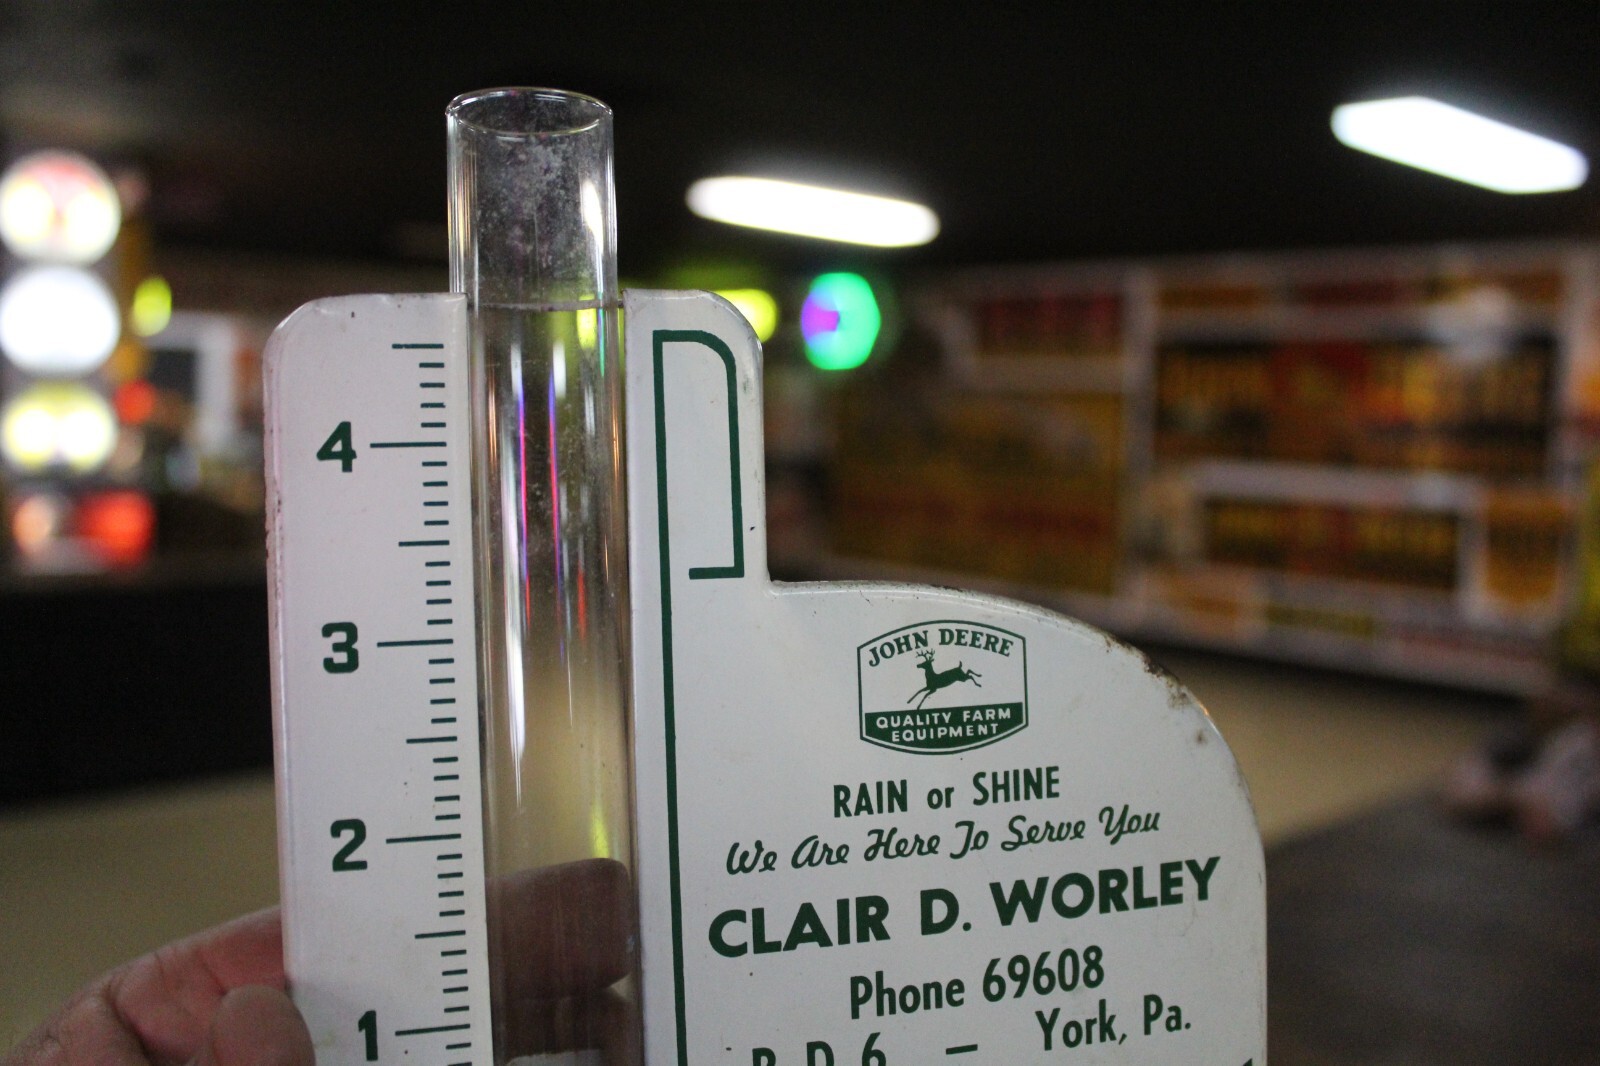 4
3
2
1
JOHN DEERE
QUALITY FARM
EQUIPMENT
RAIN or SHINE
We Are Here To Serve You
CLAIR D. WORLEY
Phone 69608
R. D. 6 — York, Pa.